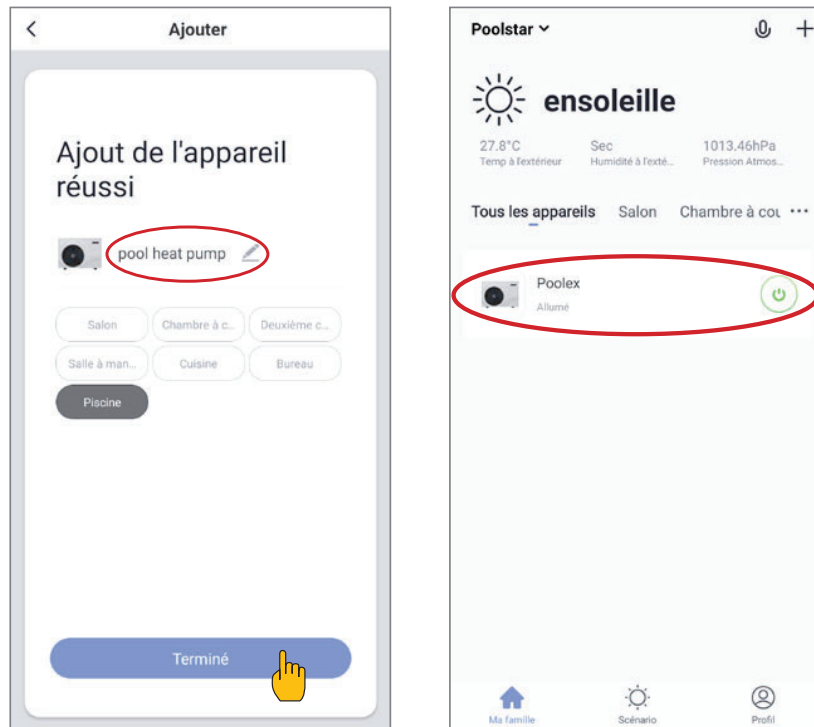 Ajouter
Ajout de l'appareil
réussi
pool heat pump
Salon
Chambre à c...
Deuxième c...
Salle à man...
Cuisine
Bureau
Piscine
Terminé
Poolstar
ensoleille
27.8°C
Sec
1013.46hPa
Temp à l'extérieur
Humidité à l'exté...
Pression Atmos...
Tous les appareils
Salon
Chambre à cou
Poolex
Allumé
Ma famille
Scénario
Profil